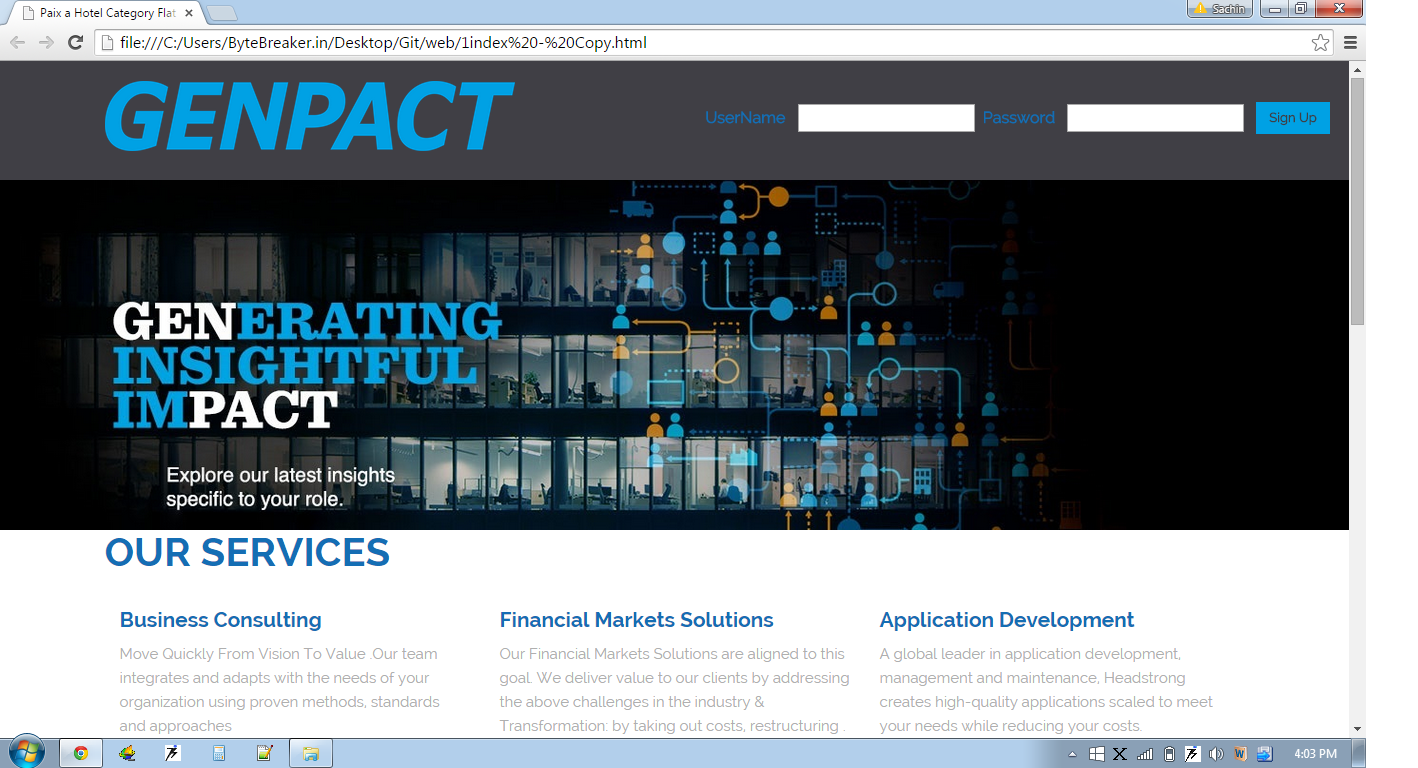 Paix a Hotel Category Flat
Sachin
file:///C:/Users/ByteBreaker.in/Desktop/Git/web/1index%20-%20Copy.html
GENPACT
UserName Password Sign Up
GENERATING
INSIGHTFUL
IMPACT
Explore our latest insights
specific to your role.
OUR SERVICES
Business Consulting
Move Quickly From Vision To Value .Our team
integrates and adapts with the needs of your
organization using proven methods, standards
and approaches
Financial Markets Solutions
Our Financial Markets Solutions are aligned to this
goal. We deliver value to our clients by addressing
the above challenges in the industry &
Transformation: by taking out costs, restructuring .
Application Development
A global leader in application development,
management and maintenance, Headstrong
creates high-quality applications scaled to meet
your needs while reducing your costs.
4:03 PM